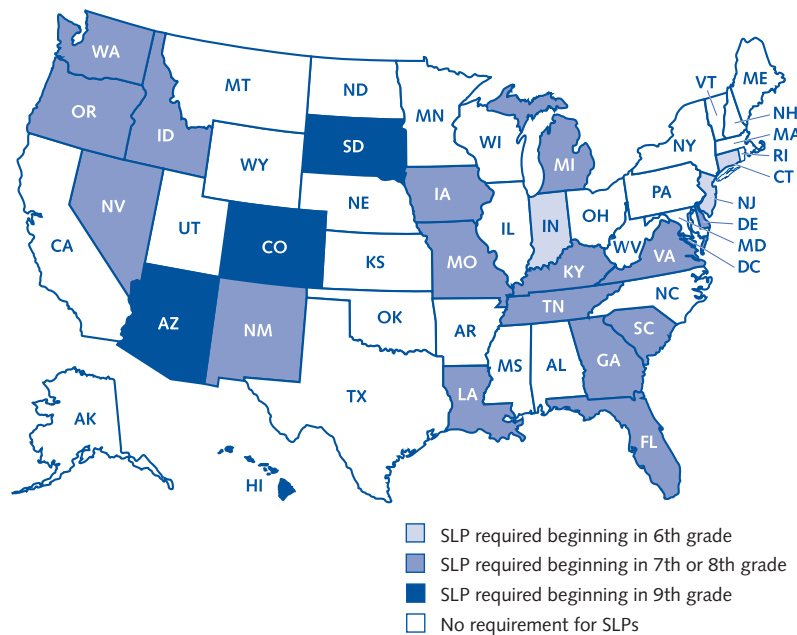 WA
MT
ND
MN
VT
ME
OR
ID
SD
WI
MI
NY
NH
MA
RI
CT
WY
NV
UT
NE
IA
IL
IN
OH
PA
NJ
DE
MD
DC
CA
CO
KS
MO
KY
WV
VA
AZ
NM
OK
AR
TN
NC
SC
TX
LA
MS
AL
GA
FL
AK
HI
SLP required beginning in 6th grade
SLP required beginning in 7th or 8th grade
SLP required beginning in 9th grade
No requirement for SLPs